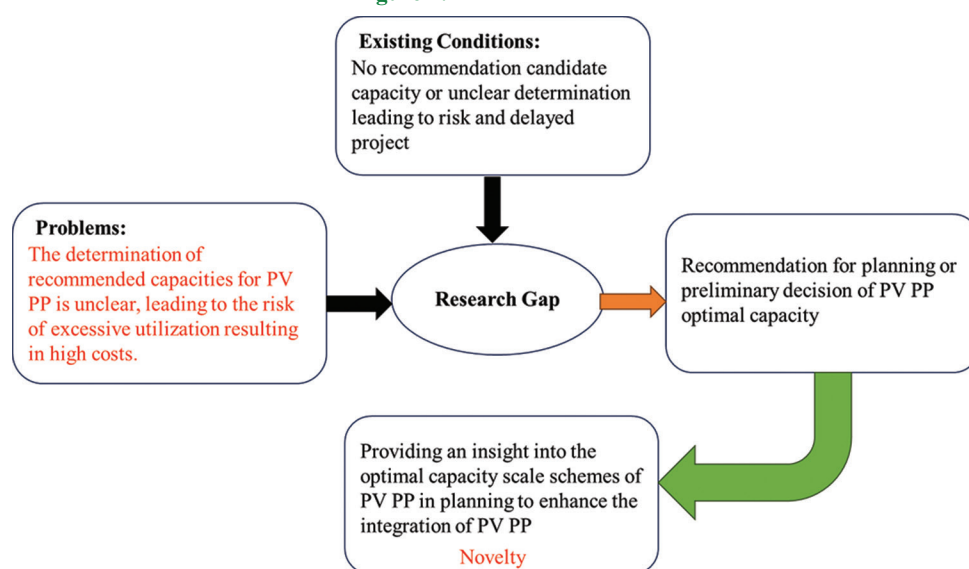 Existing Conditions:
No recommendation candidate
capacity or unclear determination
leading to risk and delayed
project
Problems:
The determination of
recommended capacities for PV
PP is unclear, leading to the risk
of excessive utilization resulting
in high costs.
Research Gap
Recommendation for planning or
preliminary decision of PV PP
optimal capacity
Providing an insight into the
optimal capacity scale schemes of
PV PP in planning to enhance the
integration of PV PP
Novelty